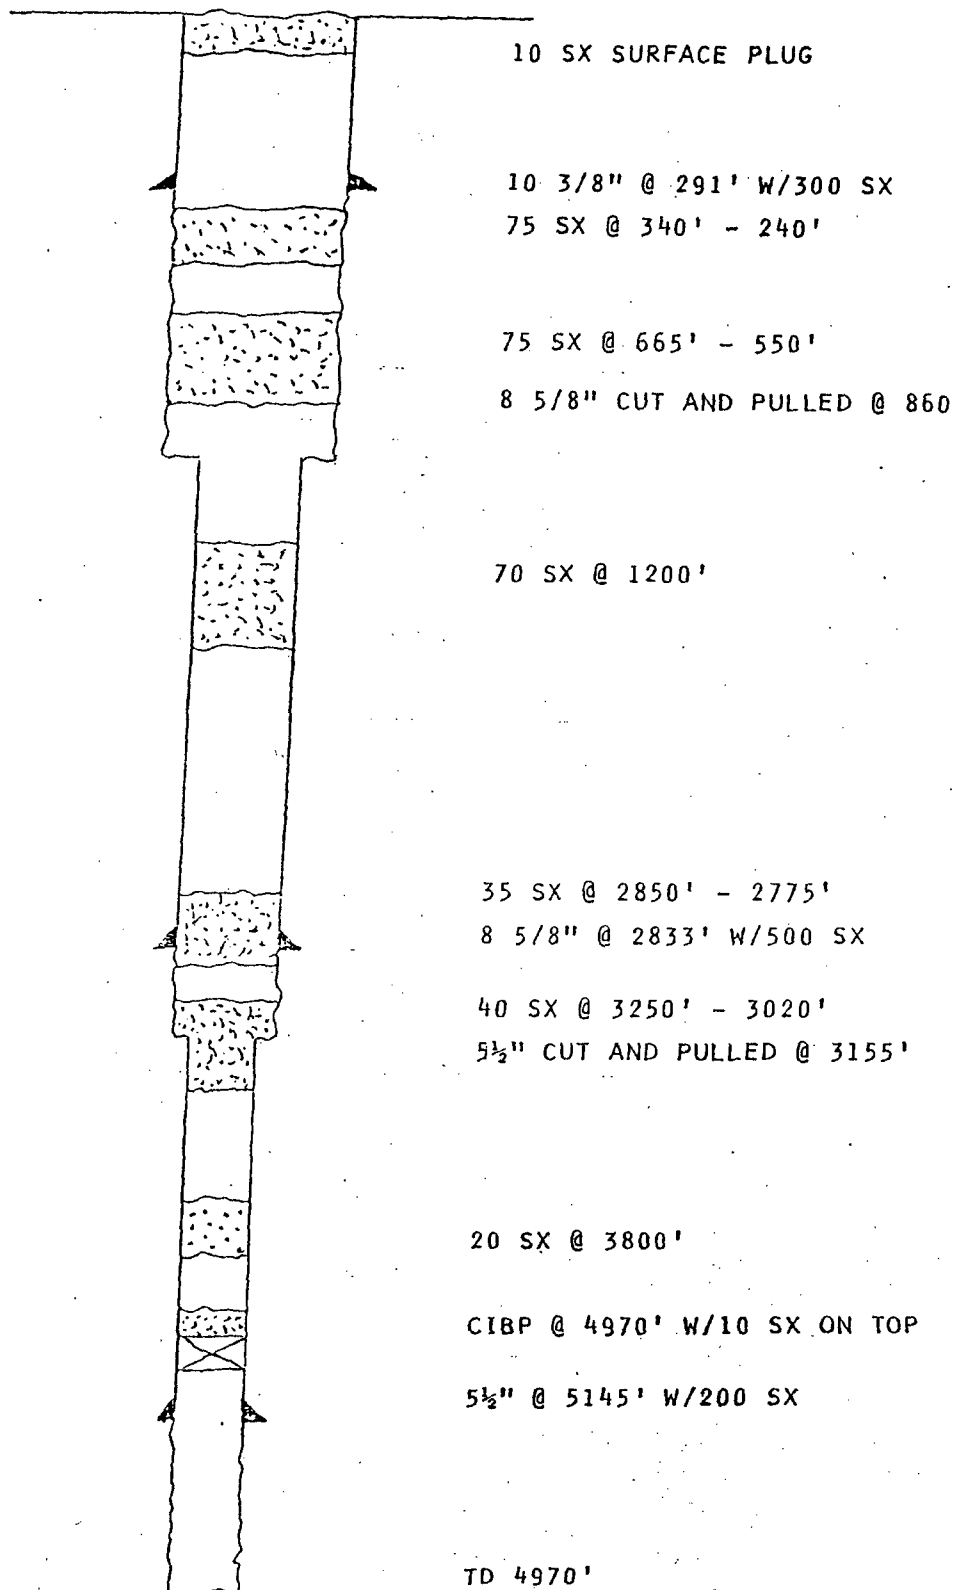 10 SX SURFACE PLUG
10 3/8" @ 291' W/300 SX
75 SX @ 340' - 240'
75 SX @ 665' - 550'
8 5/8" CUT AND PULLED @ 860
70 SX @ 1200'
35 SX @ 2850' - 2775'
8 5/8" @ 2833' W/500 SX
40 SX @ 3250' - 3020'
5½" CUT AND PULLED @ 3155'
20 SX @ 3800'
CIBP @ 4970' W/10 SX ON TOP
5½" @ 5145' W/200 SX
TD 4970'